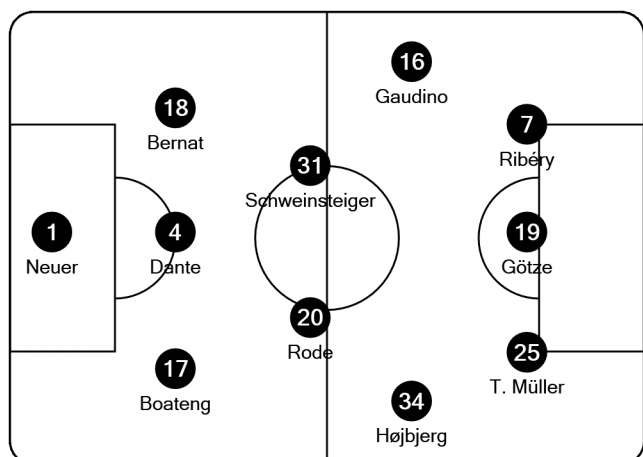 16
Gaudino
18
Bernat
7
Ribéry
31
Schweinsteiger
1
Neuer
4
Dante
19
Götze
20
Rode
17
Boateng
25
T. Müller
34
Højbjerg